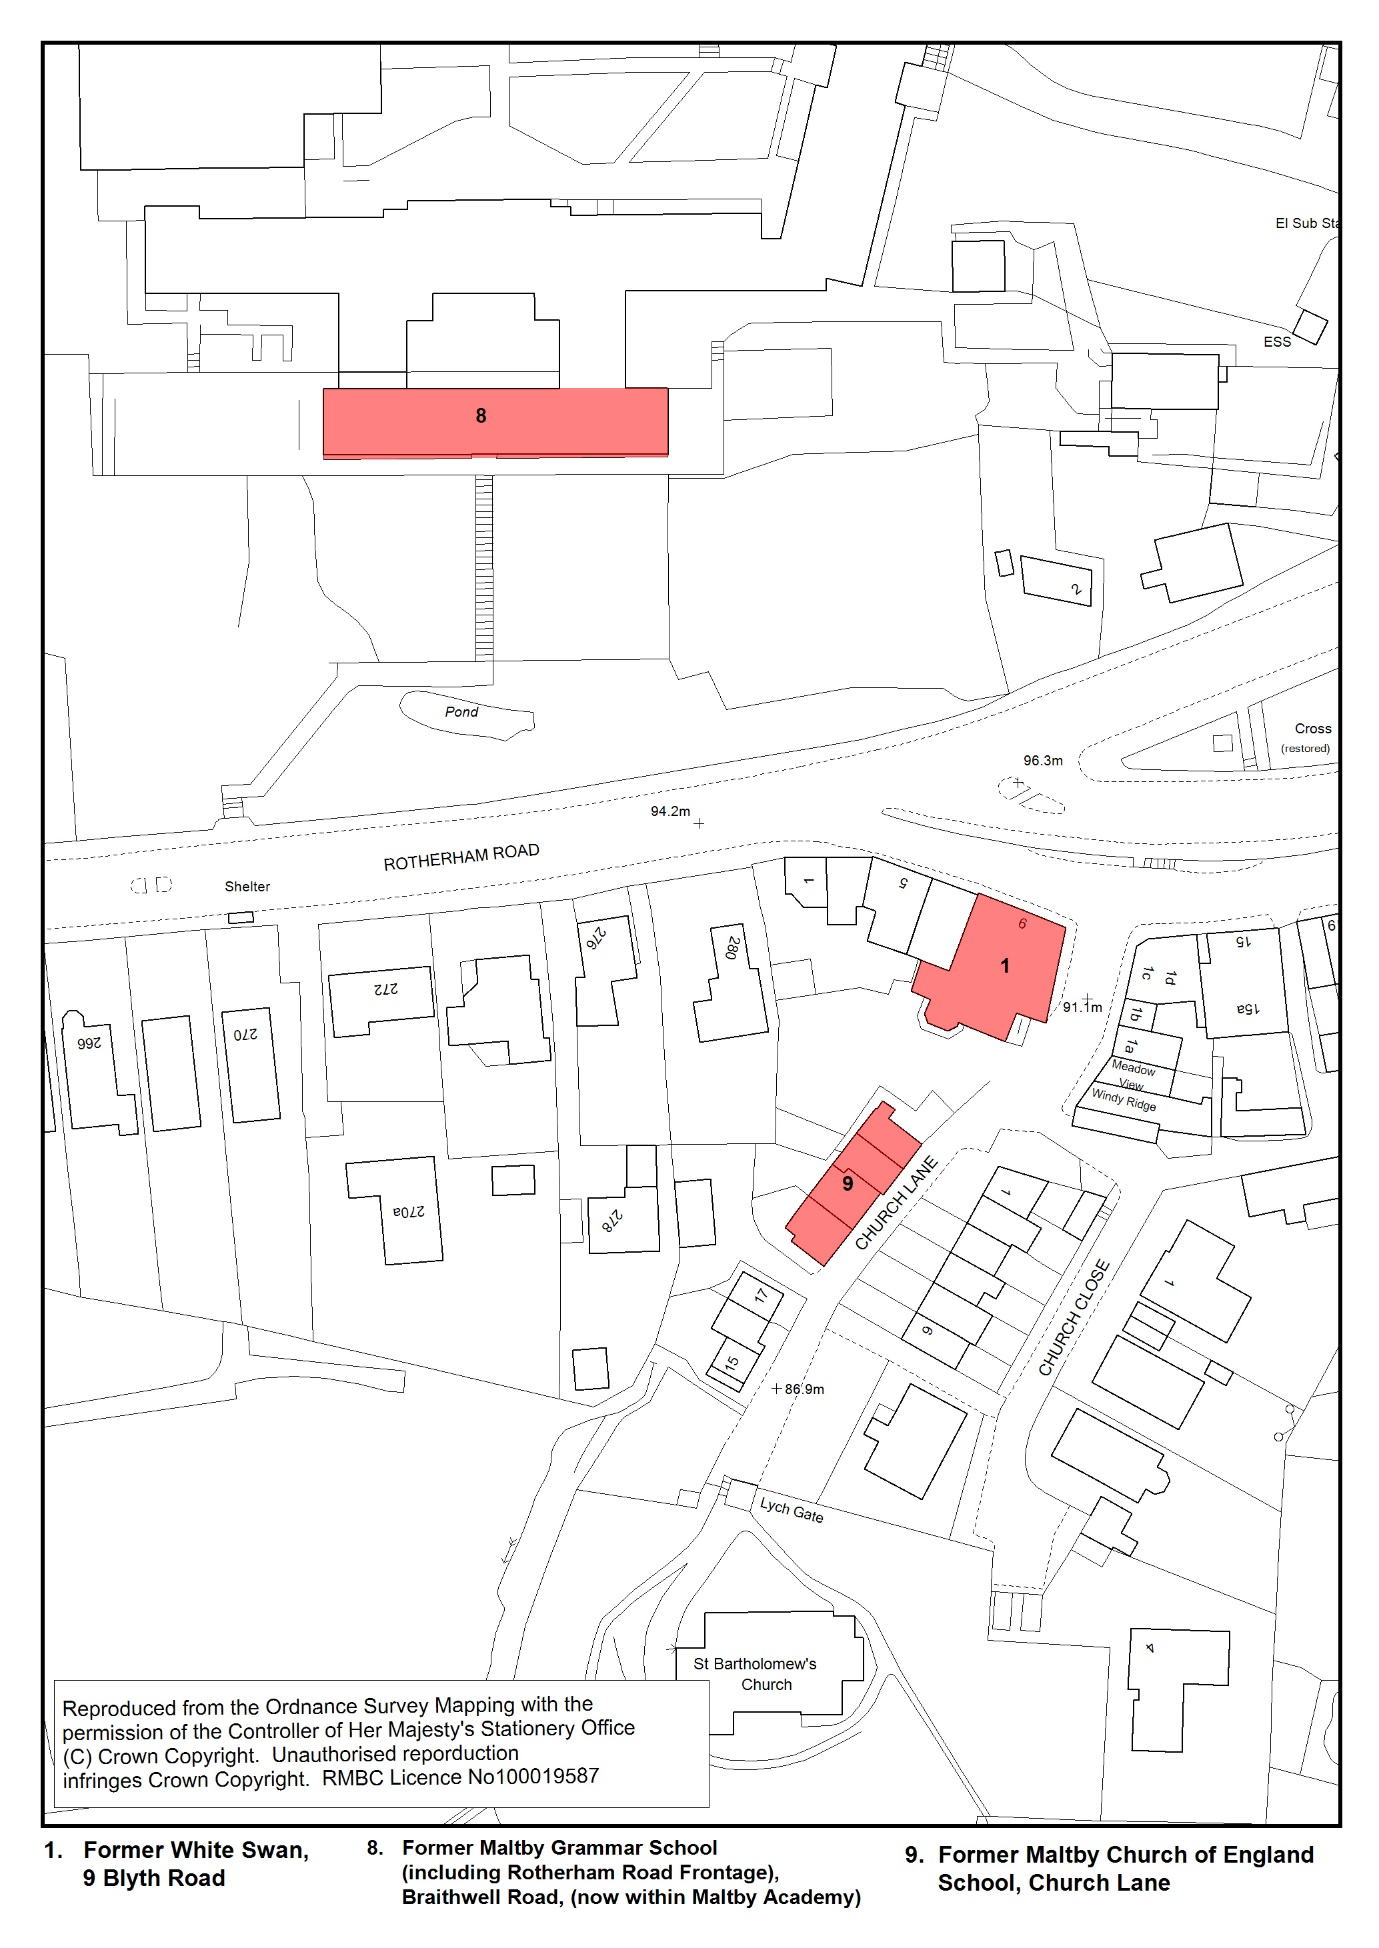 El Sub Sta
ESS
8
2
Pond
Cross
(restored)
96.3m
94.2m
ROTHERHAM ROAD
Shelter
1
5
9
1
91.1m
276
280
272
270
266
15
9
1c
1d
15a
1b
1a
Meadow
View
Windy Ridge
9
CHURCH LANE
270a
278
1
1
17
15
9
CHURCH CLOSE
86.9m
Lych Gate
4
St Bartholomew's
Church
Reproduced from the Ordnance Survey Mapping with the
permission of the Controller of Her Majesty's Stationery Office
(C) Crown Copyright. Unauthorised reporduction
infringes Crown Copyright. RMBC Licence No100019587
1. Former White Swan,
9 Blyth Road
8. Former Maltby Grammar School
(including Rotherham Road Frontage),
Braithwell Road, (now within Maltby Academy)
9. Former Maltby Church of England
School, Church Lane